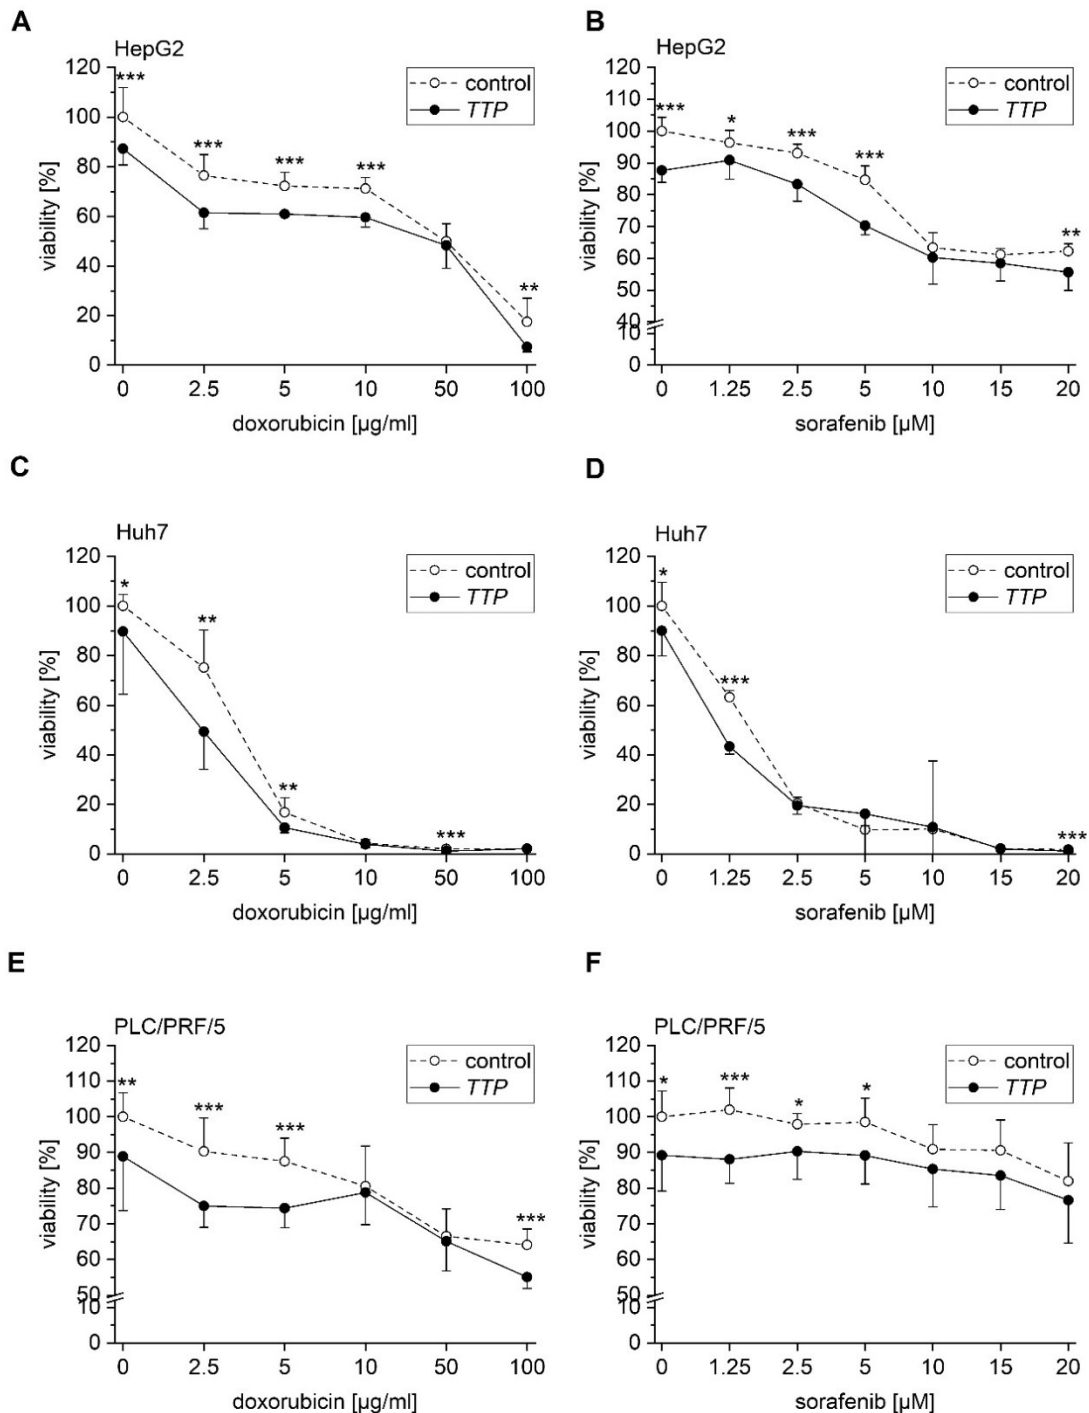 A
HepG2
control
TTP
120
100
80
60
40
20
0
viability [%]
*** *** *** *** **
0 2.5 5 10 50 100
doxorubicin [µg/ml]
B
HepG2
control
TTP
120
110
100
90
80
70
60
50
40
10
0
viability [%]
*** * *** *** **
0 1.25 2.5 5 10 15 20
sorafenib [µM]
C
Huh7
control
TTP
120
100
80
60
40
20
0
viability [%]
* ** ** ***
0 2.5 5 10 50 100
doxorubicin [µg/ml]
D
Huh7
control
TTP
120
100
80
60
40
20
0
viability [%]
* *** ***
0 1.25 2.5 5 10 15 20
sorafenib [µM]
E
PLC/PRF/5
control
TTP
120
110
100
90
80
70
60
50
10
0
viability [%]
** *** *** ***
0 2.5 5 10 50 100
doxorubicin [µg/ml]
F
PLC/PRF/5
control
TTP
120
110
100
90
80
70
60
50
10
0
viability [%]
* *** * *
0 1.25 2.5 5 10 15 20
sorafenib [µM]